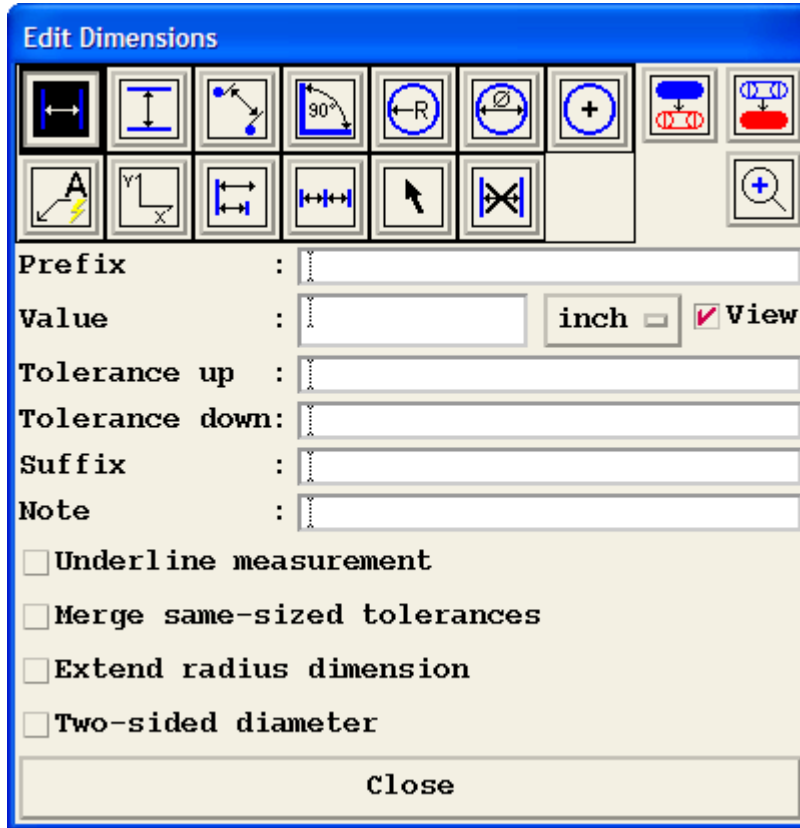 Edit Dimensions
90° R Ø
A Y X
Prefix :
Value : inch View
Tolerance up :
Tolerance down:
Suffix :
Note :
Underline measurement
Merge same-sized tolerances
Extend radius dimension
Two-sided diameter
Close